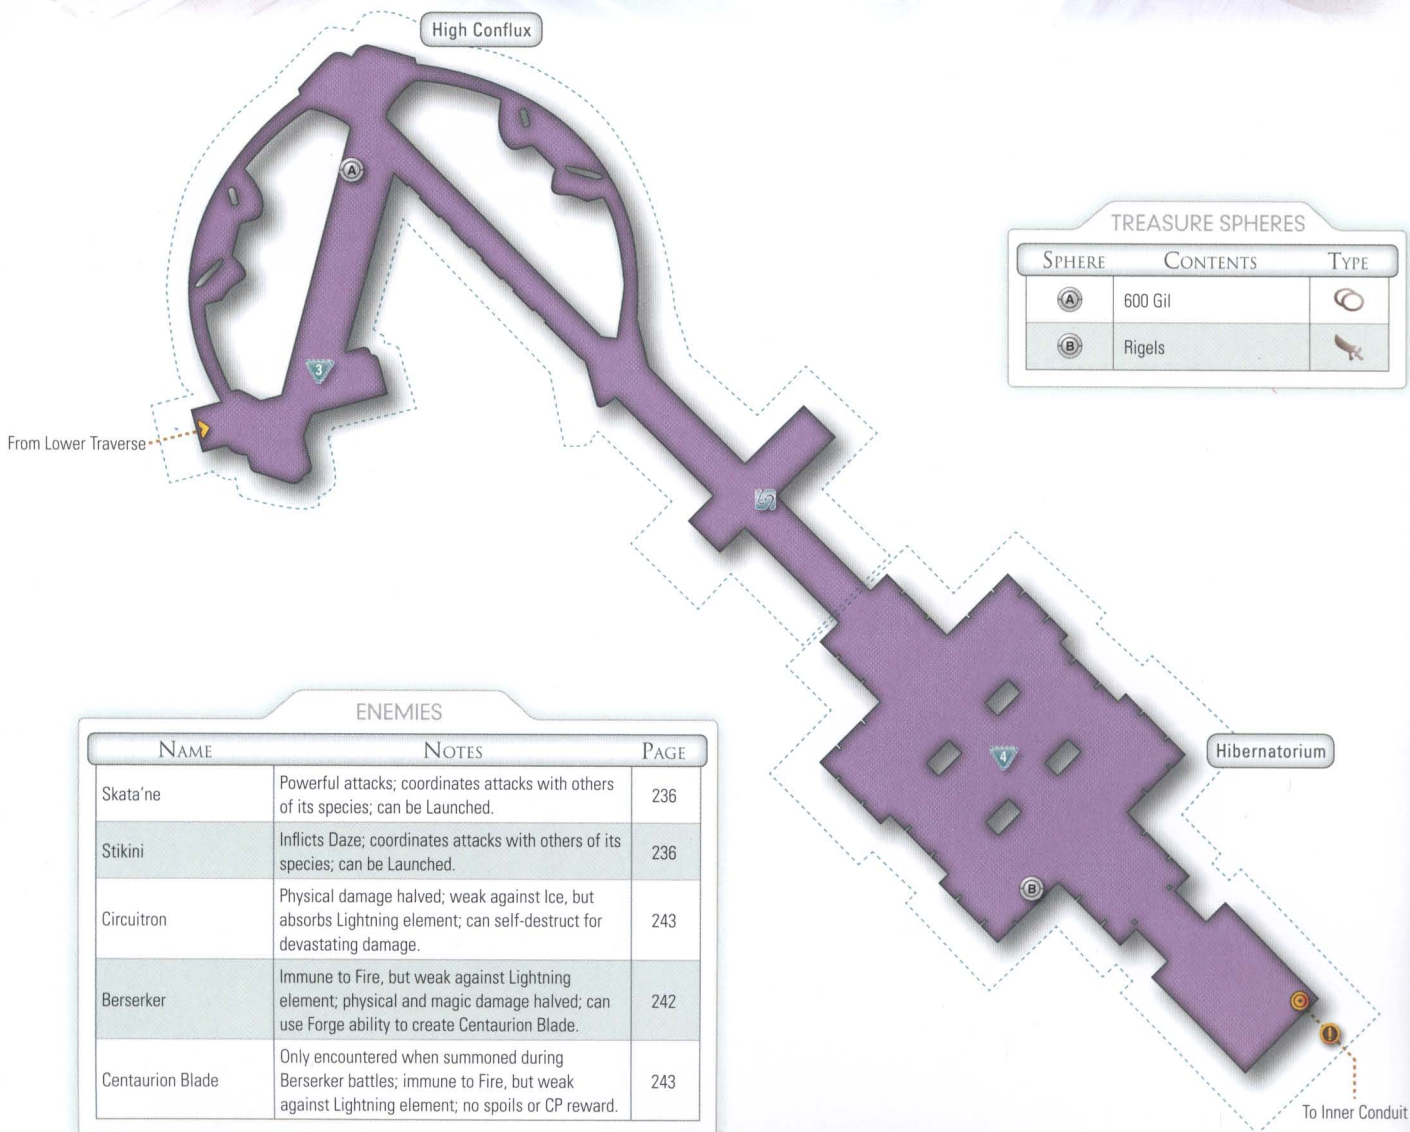 High Conflux
A
3
From Lower Traverse
TREASURE SPHERES
SPHERE CONTENTS TYPE
A 600 Gil
B Rigels
Hibernatorium
4
B
!
To Inner Conduit
ENEMIES
NAME NOTES PAGE
Skata'ne Powerful attacks; coordinates attacks with others 236
of its species; can be Launched.
Stikini Inflicts Daze; coordinates attacks with others of its 236
species; can be Launched.
Circuitron Physical damage halved; weak against Ice, but 243
absorbs Lightning element; can self-destruct for
devastating damage.
Berserker Immune to Fire, but weak against Lightning 242
element; physical and magic damage halved; can
use Forge ability to create Centaurion Blade.
Centaurion Blade Only encountered when summoned during 243
Berserker battles; immune to Fire, but weak
against Lightning element; no spoils or CP reward.